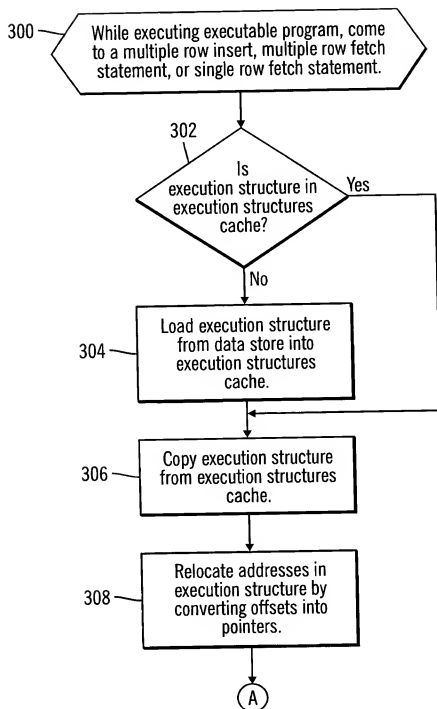 300
While executing executable program, come
to a multiple row insert, multiple row fetch
statement, or single row fetch statement.
302
Is
execution structure in
execution structures
cache?
Yes
No
304
Load execution structure
from data store into
execution structures
cache.
306
Copy execution structure
from execution structures
cache.
308
Relocate addresses in
execution structure by
converting offsets into
pointers.
A